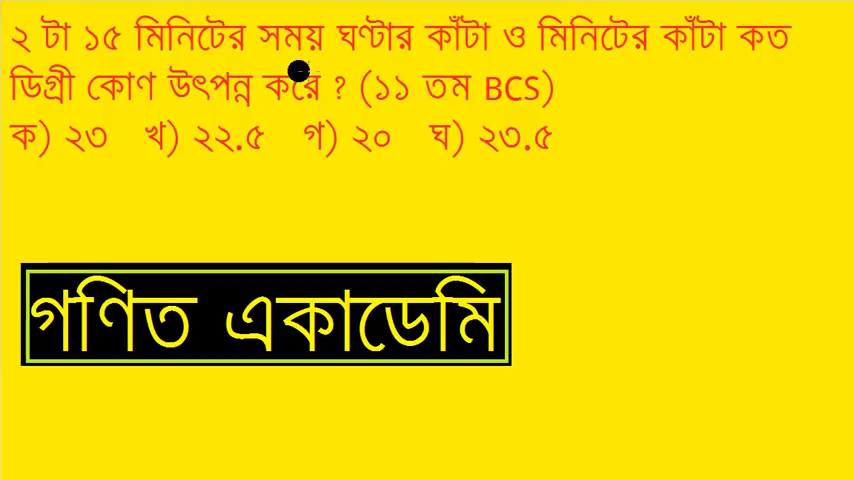 ২ টা ১৫ মিনিটের সময় ঘণ্টার কাঁটা ও মিনিটের কাঁটা কত
ডিগ্রী কোণ উৎপন্ন করে ? (১১ তম BCS)
ক) ২৩ খ) ২২.৫ গ) ২০ ঘ) ২৩.৫
গণিত একাডেমি